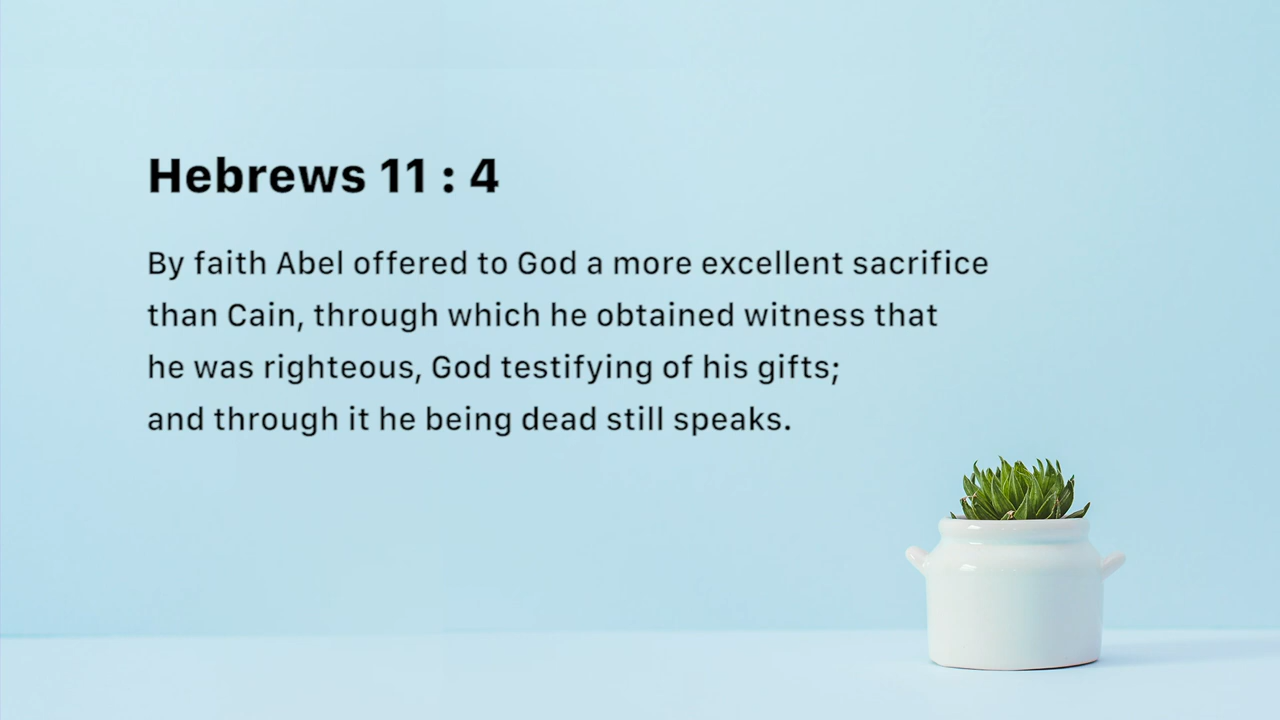 Hebrews 11 : 4
By faith Abel offered to God a more excellent sacrifice
than Cain, through which he obtained witness that
he was righteous, God testifying of his gifts;
and through it he being dead still speaks.